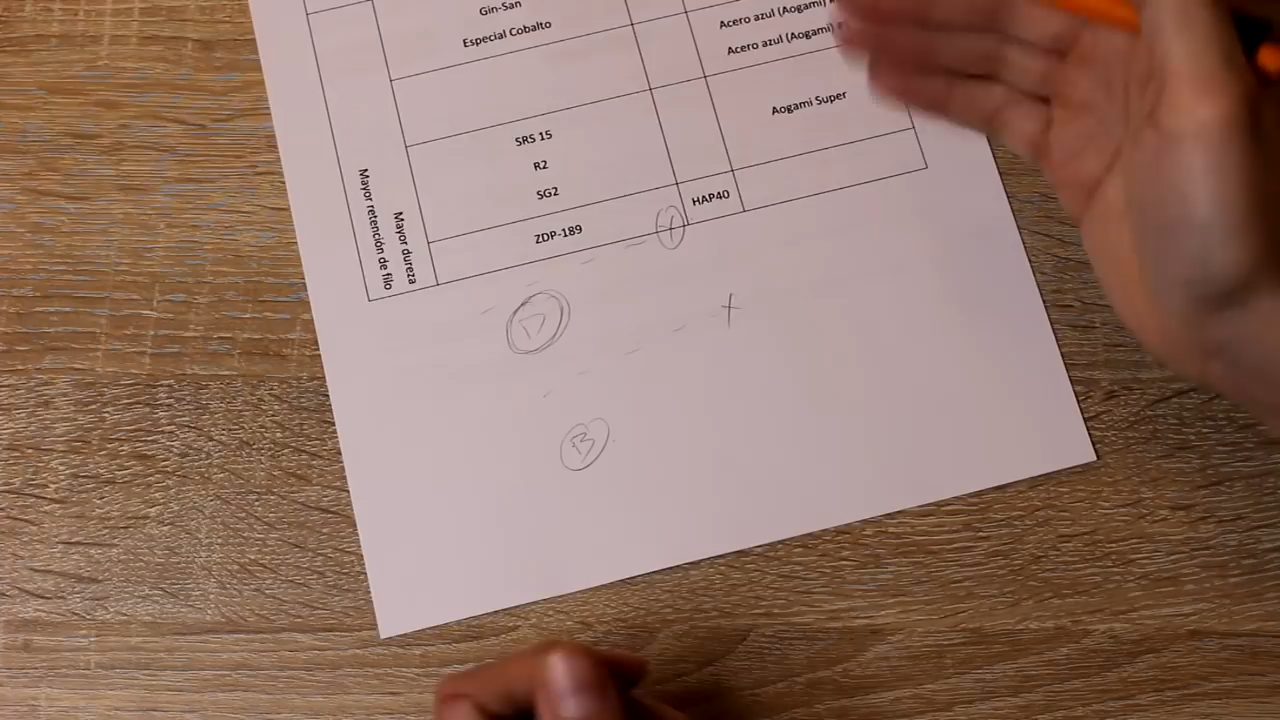 Gin-San
Especial Cobalto
Acero azul (Aogami)
Acero azul (Aogami)
Aogami Super
SRS 15
R2
SG2
ZDP-189
HAP40
Mayor retención de filo
Mayor dureza
D
B